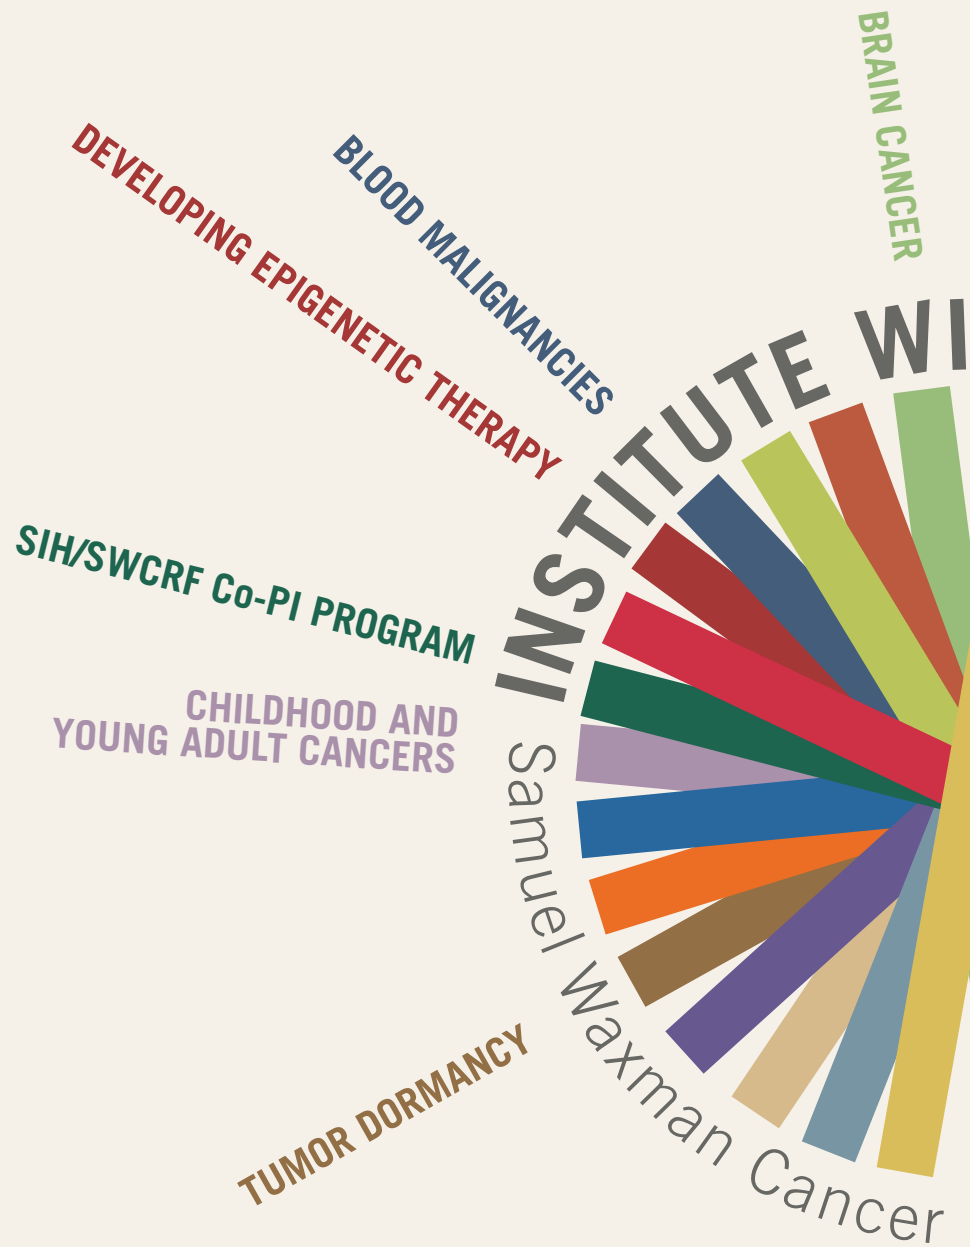 BRAIN CANCER
BLOOD MALIGNANCIES
DEVELOPING EPIGENETIC THERAPY
SIH/SWCRF Co-PI PROGRAM
CHILDHOOD AND
YOUNG ADULT CANCERS
TUMOR DORMANCY
INSTITUTE WI
Samuel Waxman Cancer